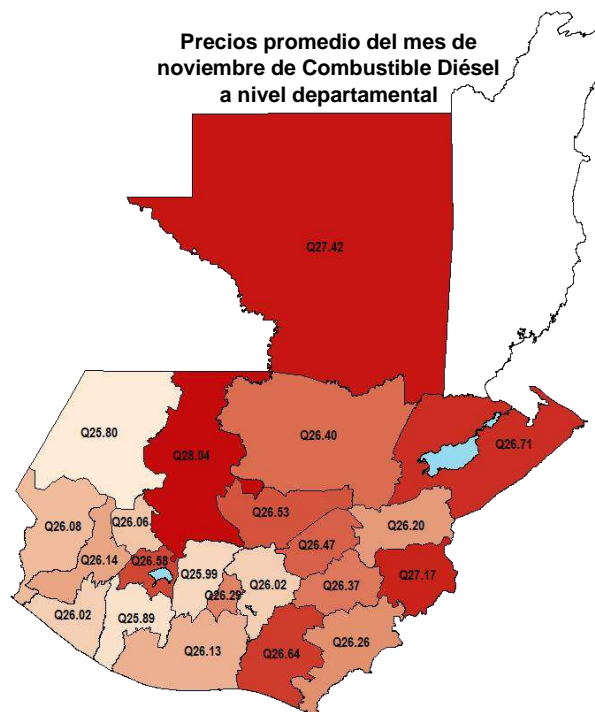 Precios promedio del mes de
noviembre de Combustible Diésel
a nivel departamental
Q27.42
Q25.80
Q28.04
Q26.40
Q26.71
Q26.08
Q26.06
Q26.53
Q26.20
Q26.14
Q26.58
Q25.99
Q26.47
Q27.17
Q26.02
Q25.89
Q26.29
Q26.02
Q26.37
Q26.13
Q26.64
Q26.26